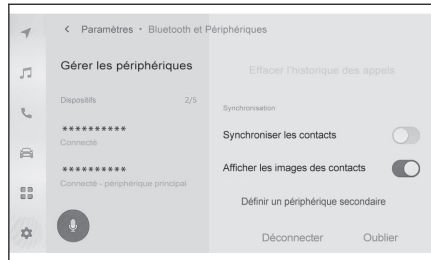 < Paramètres • Bluetooth et Périphériques
Gérer les périphériques
Dispositifs 2/5
**********
Connecté
**********
Connecté - périphérique principal
Effacer l'historique des appels
Synchronisation
Synchroniser les contacts
Afficher les images des contacts
Définir un périphérique secondaire
Déconnecter Oublier